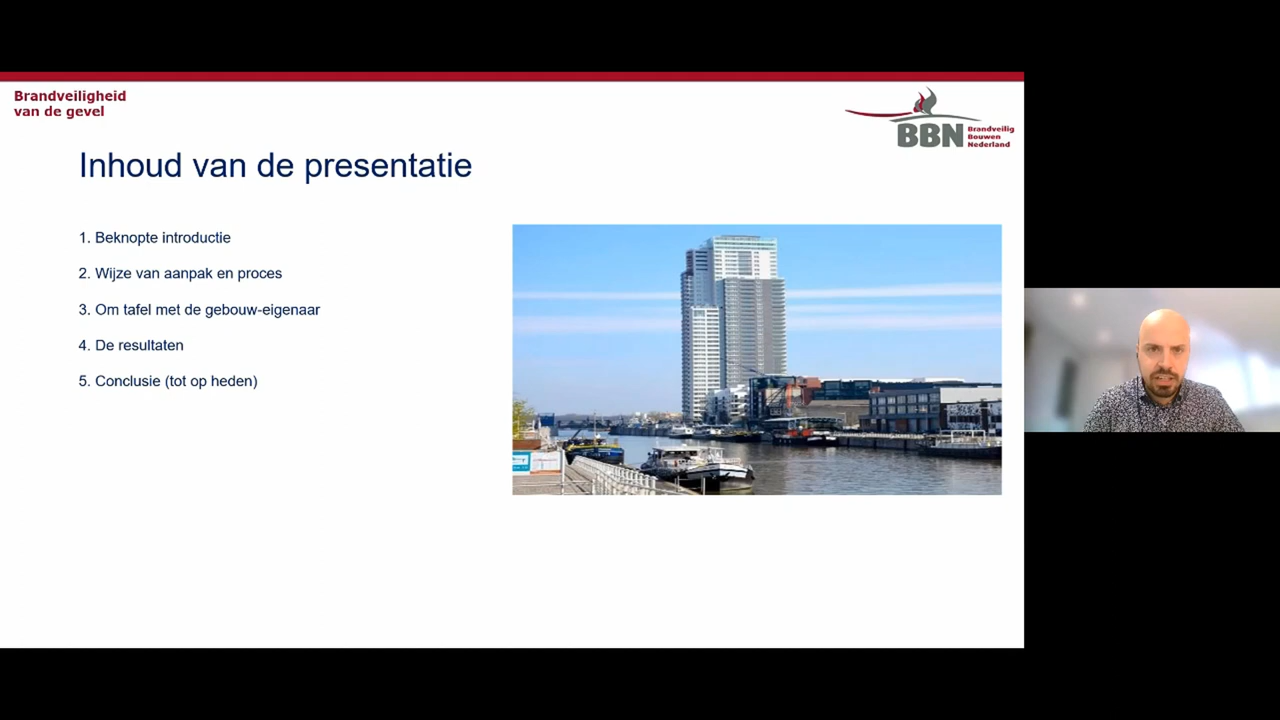 Brandveiligheid
van de gevel
BBN
Brandveilig
Bouwen
Nederland
Inhoud van de presentatie
1. Beknopte introductie
2. Wijze van aanpak en proces
3. Om tafel met de gebouw-eigenaar
4. De resultaten
5. Conclusie (tot op heden)